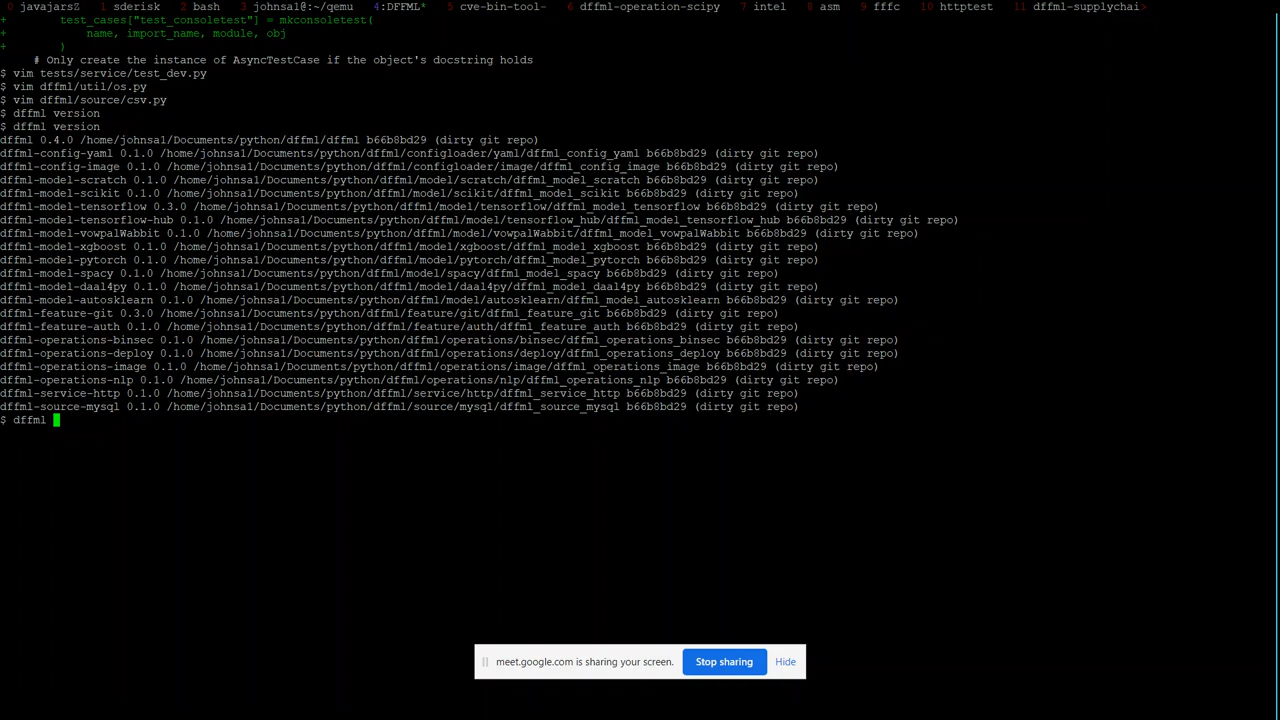 0 javajarsZ 1 sderisk 2 bash 3 johnsa1@:~/qemu 4:DFFML* 5 cve-bin-tool- 6 dffml-operation-scipy 7 intel 8 asm 9 fffc 10 httptest 11 dffml-supplychai>
+ test_cases["test_consoletest"] = mkconsoletest(
+ name, import_name, module, obj
+ )
# Only create the instance of AsyncTestCase if the object's docstring holds
$ vim tests/service/test_dev.py
$ vim dffml/util/os.py
$ vim dffml/source/csv.py
$ dffml version
$ dffml version
dffml 0.4.0 /home/johnsa1/Documents/python/dffml/dffml b66b8bd29 (dirty git repo)
dffml-config-yaml 0.1.0 /home/johnsa1/Documents/python/dffml/configloader/yaml/dffml_config_yaml b66b8bd29 (dirty git repo)
dffml-config-image 0.1.0 /home/johnsa1/Documents/python/dffml/configloader/image/dffml_config_image b66b8bd29 (dirty git repo)
dffml-model-scratch 0.1.0 /home/johnsa1/Documents/python/dffml/model/scratch/dffml_model_scratch b66b8bd29 (dirty git repo)
dffml-model-scikit 0.1.0 /home/johnsa1/Documents/python/dffml/model/scikit/dffml_model_scikit b66b8bd29 (dirty git repo)
dffml-model-tensorflow 0.3.0 /home/johnsa1/Documents/python/dffml/model/tensorflow/dffml_model_tensorflow b66b8bd29 (dirty git repo)
dffml-model-tensorflow-hub 0.1.0 /home/johnsa1/Documents/python/dffml/model/tensorflow_hub/dffml_model_tensorflow_hub b66b8bd29 (dirty git repo)
dffml-model-vowpalWabbit 0.1.0 /home/johnsa1/Documents/python/dffml/model/vowpalWabbit/dffml_model_vowpalWabbit b66b8bd29 (dirty git repo)
dffml-model-xgboost 0.1.0 /home/johnsa1/Documents/python/dffml/model/xgboost/dffml_model_xgboost b66b8bd29 (dirty git repo)
dffml-model-pytorch 0.1.0 /home/johnsa1/Documents/python/dffml/model/pytorch/dffml_model_pytorch b66b8bd29 (dirty git repo)
dffml-model-spacy 0.1.0 /home/johnsa1/Documents/python/dffml/model/spacy/dffml_model_spacy b66b8bd29 (dirty git repo)
dffml-model-daal4py 0.1.0 /home/johnsa1/Documents/python/dffml/model/daal4py/dffml_model_daal4py b66b8bd29 (dirty git repo)
dffml-model-autosklearn 0.1.0 /home/johnsa1/Documents/python/dffml/model/autosklearn/dffml_model_autosklearn b66b8bd29 (dirty git repo)
dffml-feature-git 0.3.0 /home/johnsa1/Documents/python/dffml/feature/git/dffml_feature_git b66b8bd29 (dirty git repo)
dffml-feature-auth 0.1.0 /home/johnsa1/Documents/python/dffml/feature/auth/dffml_feature_auth b66b8bd29 (dirty git repo)
dffml-operations-binsec 0.1.0 /home/johnsa1/Documents/python/dffml/operations/binsec/dffml_operations_binsec b66b8bd29 (dirty git repo)
dffml-operations-deploy 0.1.0 /home/johnsa1/Documents/python/dffml/operations/deploy/dffml_operations_deploy b66b8bd29 (dirty git repo)
dffml-operations-image 0.1.0 /home/johnsa1/Documents/python/dffml/operations/image/dffml_operations_image b66b8bd29 (dirty git repo)
dffml-operations-nlp 0.1.0 /home/johnsa1/Documents/python/dffml/operations/nlp/dffml_operations_nlp b66b8bd29 (dirty git repo)
dffml-service-http 0.1.0 /home/johnsa1/Documents/python/dffml/service/http/dffml_service_http b66b8bd29 (dirty git repo)
dffml-source-mysql 0.1.0 /home/johnsa1/Documents/python/dffml/source/mysql/dffml_source_mysql b66b8bd29 (dirty git repo)
$ dffml
meet.google.com is sharing your screen. Stop sharing Hide